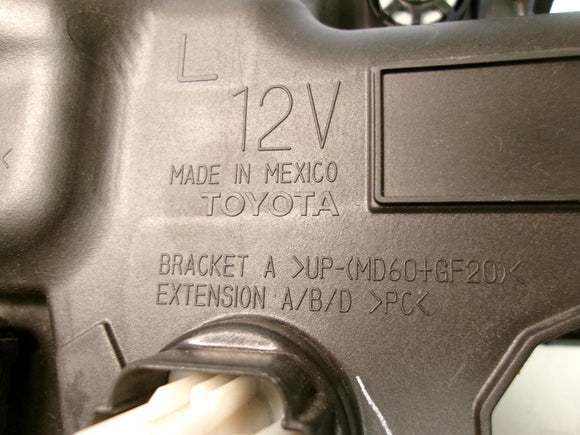 L
12V
MADE IN MEXICO
TOYOTA
BRACKET A >UP-(MD60+GF20)<
EXTENSION A/B/D >PC<
<